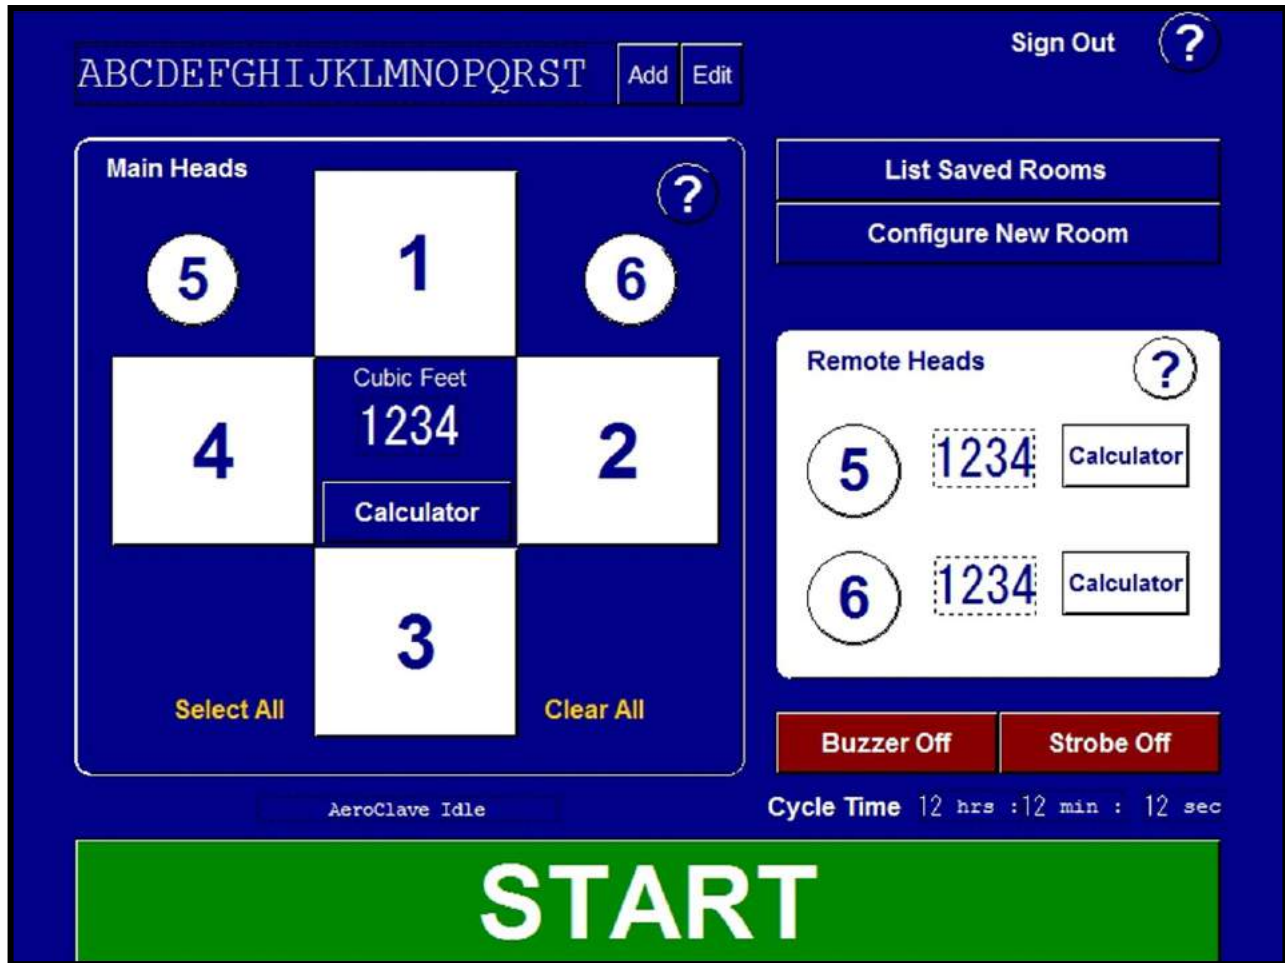 Sign Out ?
ABCDEFGHIJKLMNOPQRST Add Edit
Main Heads
?
5 1 6
4
Cubic Feet
1234
Calculator
2
3
Select All Clear All
List Saved Rooms
Configure New Room
Remote Heads ?
5 1234 Calculator
6 1234 Calculator
Buzzer Off Strobe Off
AeroClave Idle
Cycle Time 12 hrs :12 min : 12 sec
START